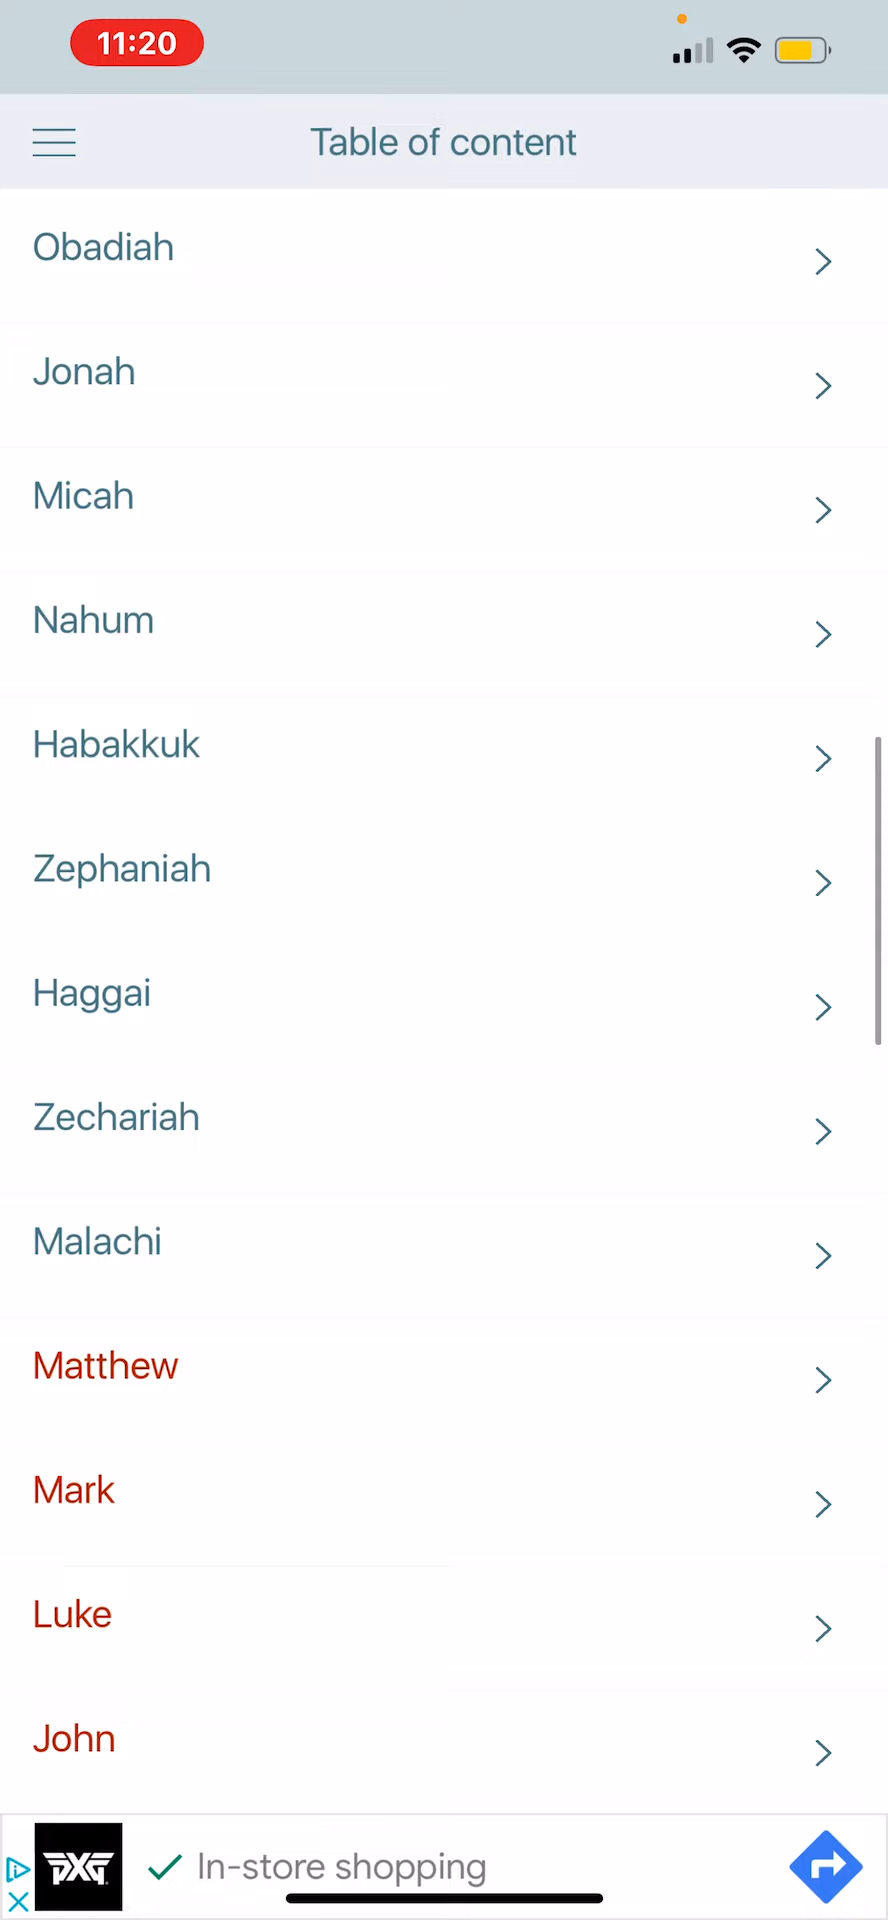 11:20
Table of content
Obadiah
Jonah
Micah
Nahum
Habakkuk
Zephaniah
Haggai
Zechariah
Malachi
Matthew
Mark
Luke
John
PXG
In-store shopping